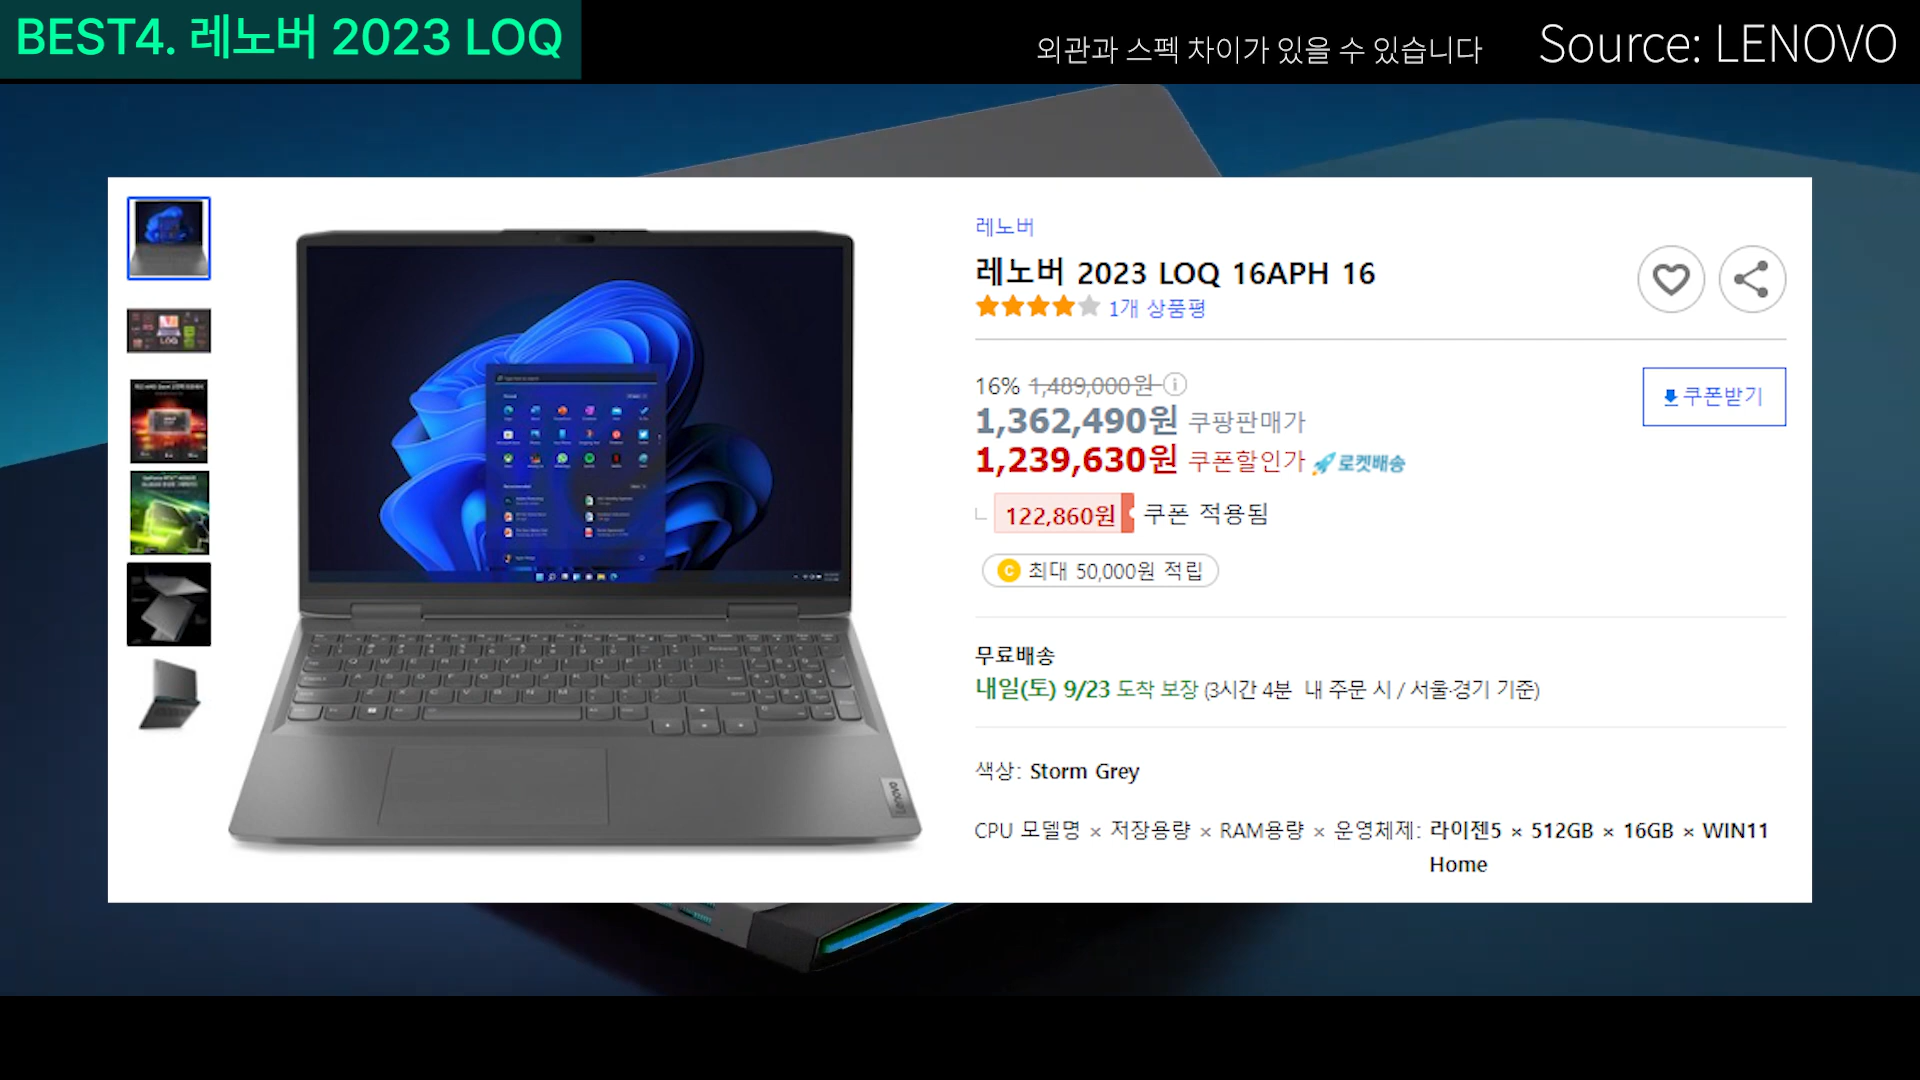 BEST4. 레노버 2023 LOQ
외관과 스펙 차이가 있을 수 있습니다
Source: LENOVO
레노버
레노버 2023 LOQ 16APH 16
1개 상품평
16% 1,489,000원
1,362,490원 쿠팡판매가
쿠폰받기
1,239,630원 쿠폰할인가 로켓배송
122,860원 쿠폰 적용됨
C 최대 50,000원 적립
무료배송
내일(토) 9/23 도착 보장 (3시간 4분 내 주문 시 / 서울·경기 기준)
색상: Storm Grey
CPU 모델명 × 저장용량 × RAM용량 × 운영체제: 라이젠5 × 512GB × 16GB × WIN11
Home
Lenovo